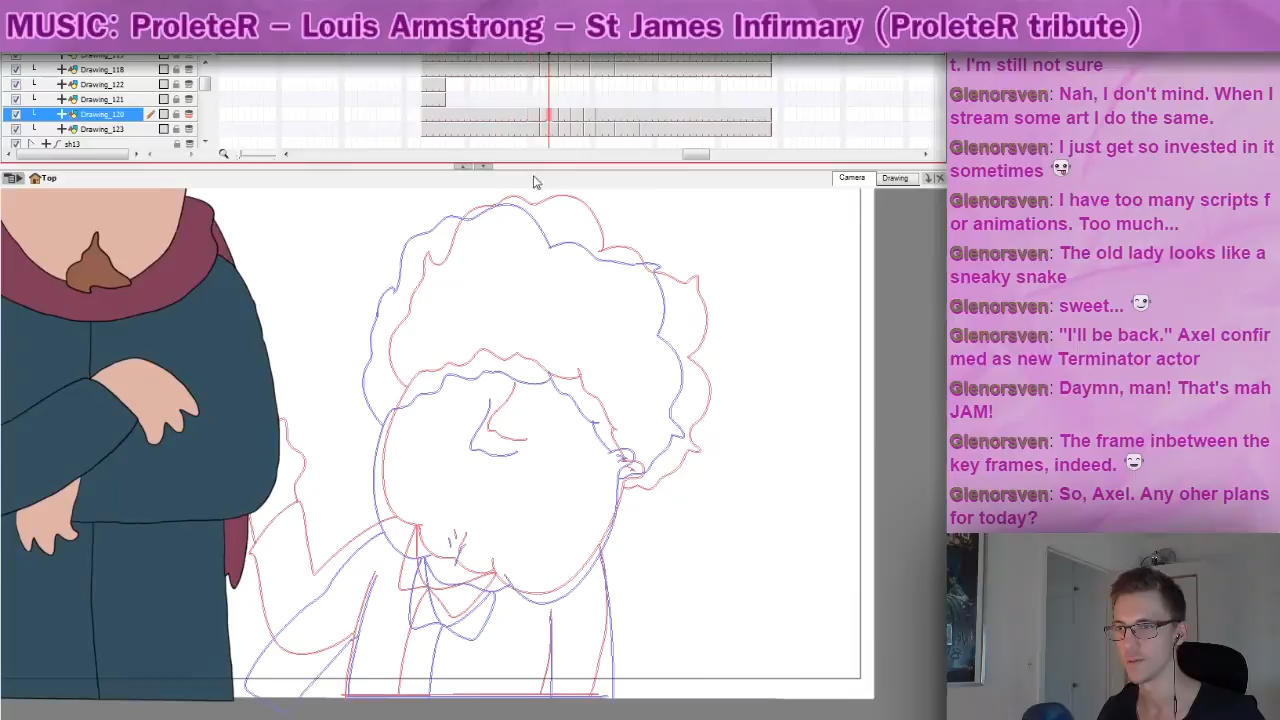 MUSIC: ProleteR – Louis Armstrong – St James Infirmary (ProleteR tribute)
Drawing_118
Drawing_122
Drawing_121
Drawing_120
Drawing_123
sh13
Top
Camera
Drawing
t. I'm still not sure
Glenorsven: Nah, I don't mind. When I
stream some art I do the same.
Glenorsven: I just get so invested in it
sometimes
Glenorsven: I have too many scripts f
or animations. Too much...
Glenorsven: The old lady looks like a
sneaky snake
Glenorsven: sweet...
Glenorsven: "I'll be back." Axel confir
med as new Terminator actor
Glenorsven: Daymn, man! That's mah
JAM!
Glenorsven: The frame inbetween the
key frames, indeed.
Glenorsven: So, Axel. Any oher plans
for today?